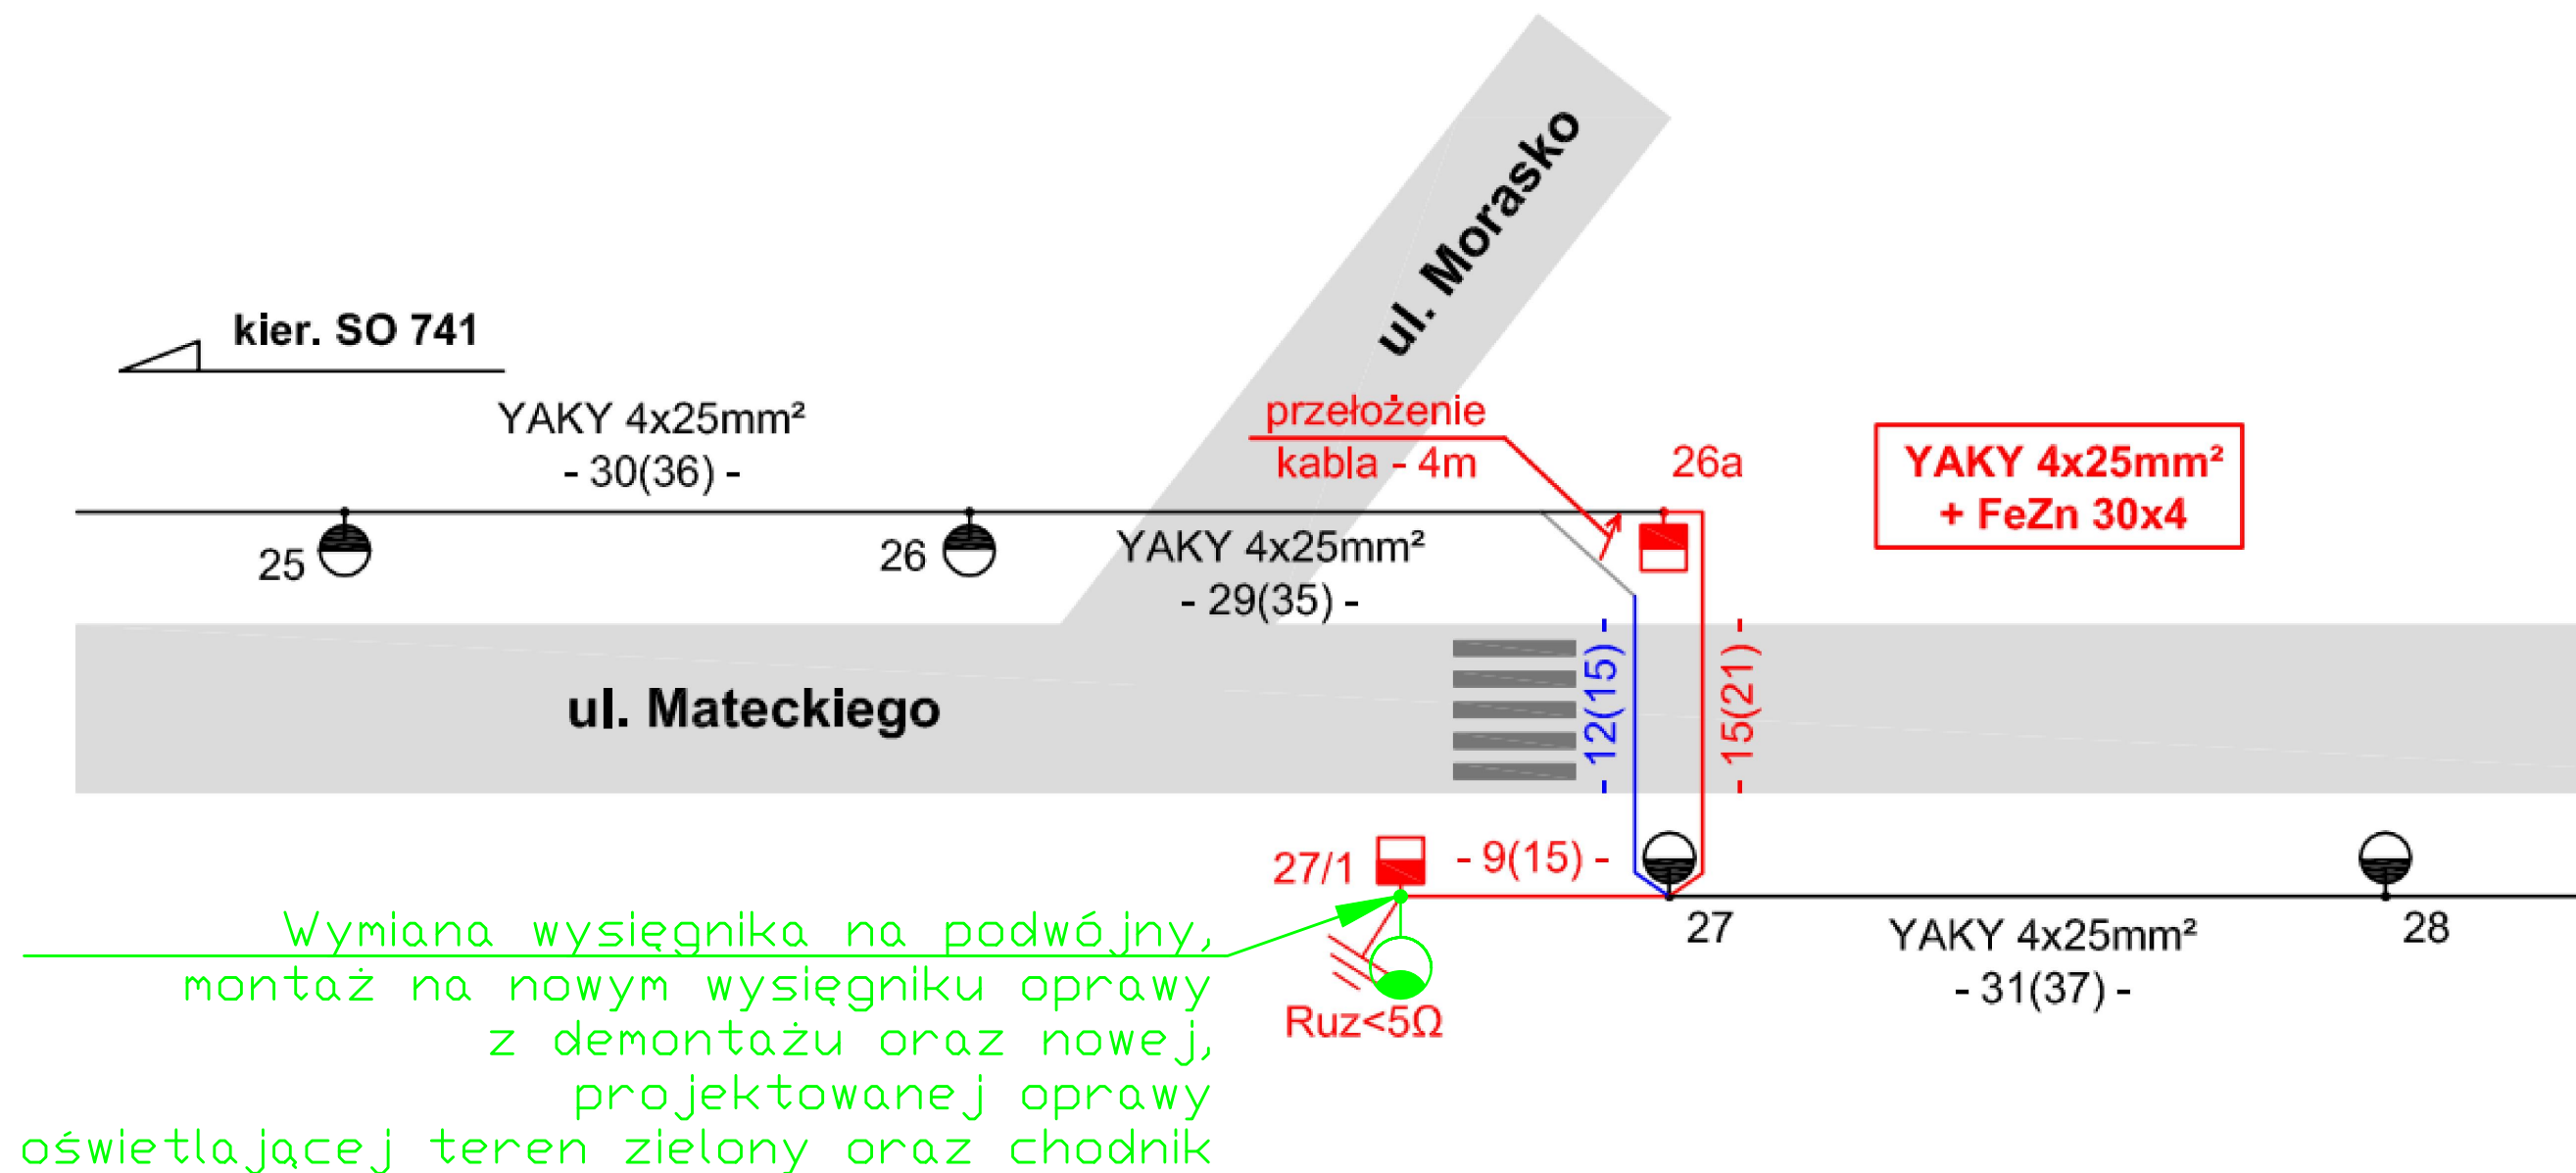 ul. Morasko
kier. SO 741
YAKY 4x25mm²
- 30(36) -
przełożenie
kabla - 4m
26a
YAKY 4x25mm²
+ FeZn 30x4
25
26
YAKY 4x25mm²
- 29(35) -
ul. Mateckiego
- 12(15) -
- 15(21) -
27/1
- 9(15) -
27
YAKY 4x25mm²
- 31(37) -
28
Wymiana wysięgnika na podwójny,
montaż na nowym wysięgniku oprawy
z demontażu oraz nowej,
projektowanej oprawy
oświetlającej teren zielony oraz chodnik
Ruz<5Ω